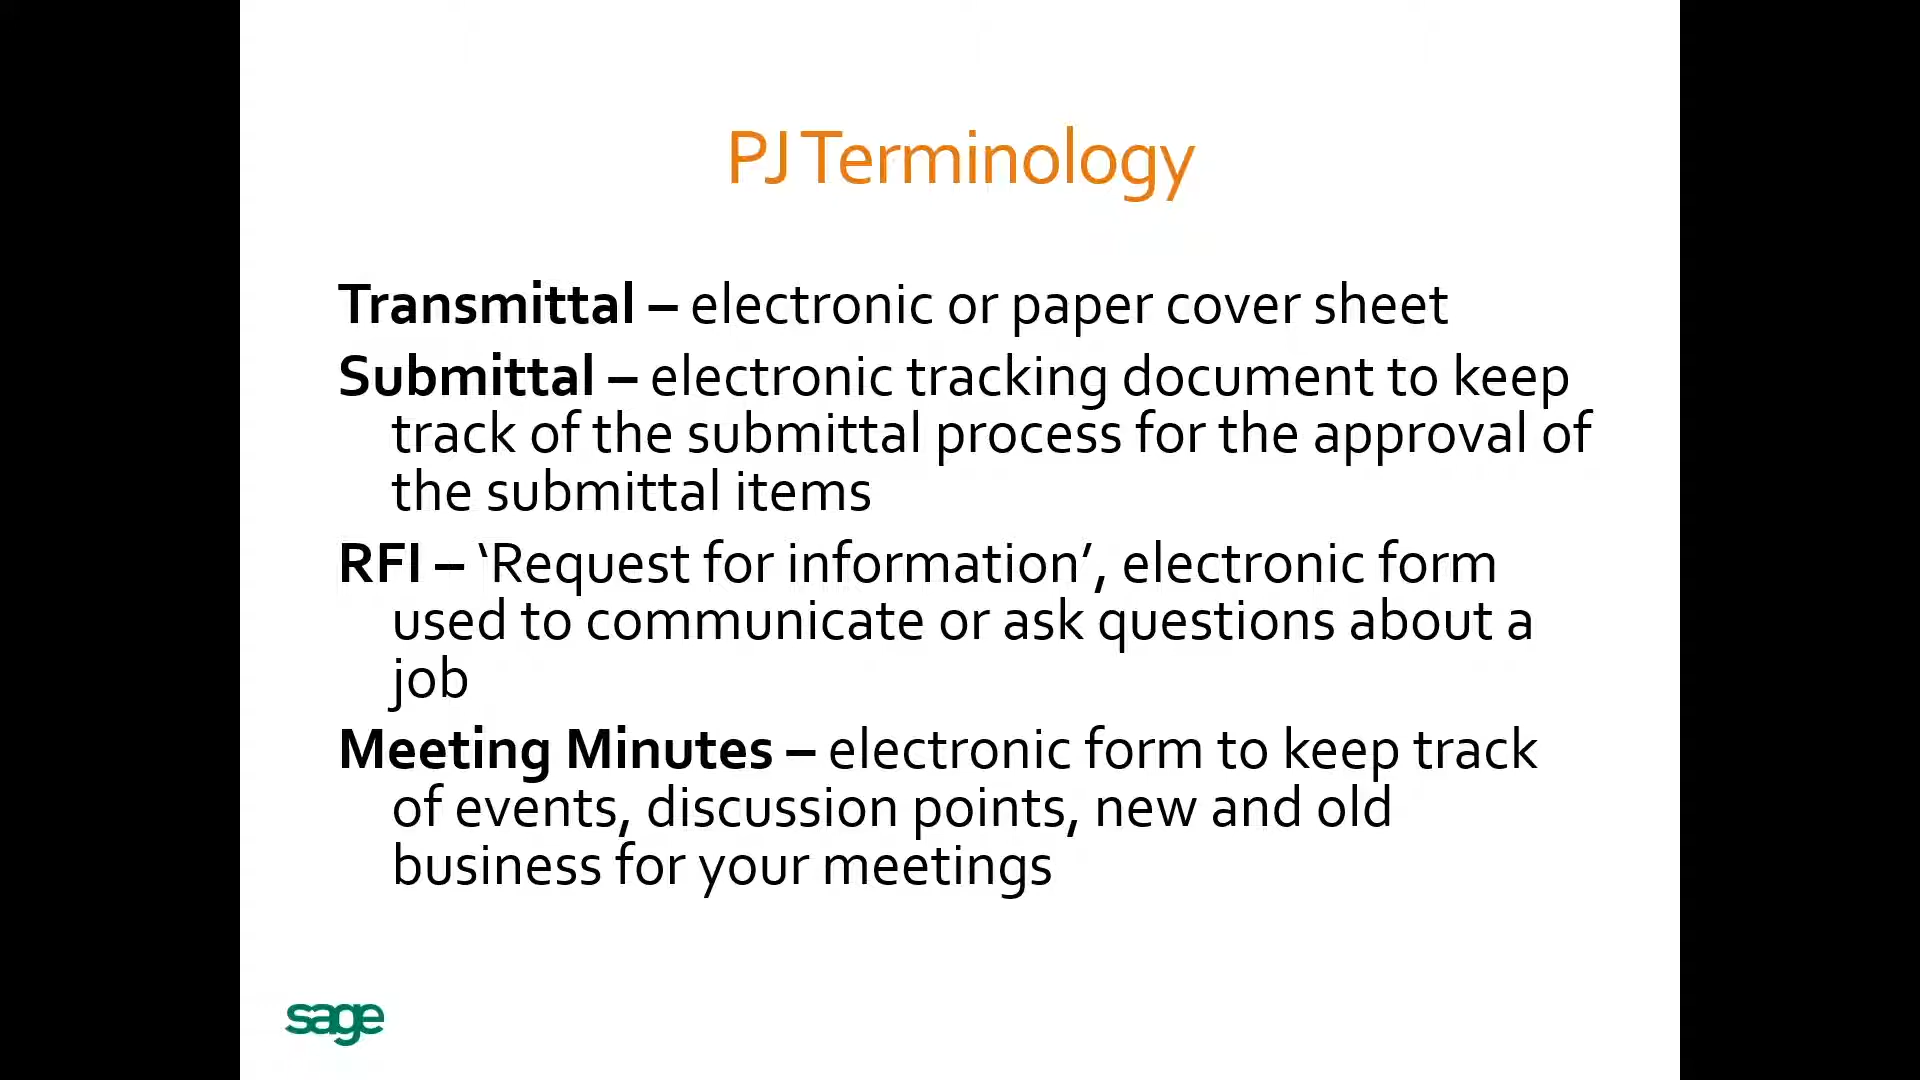 PJ Terminology
Transmittal – electronic or paper cover sheet
Submittal – electronic tracking document to keep
track of the submittal process for the approval of
the submittal items
RFI – ‘Request for information’, electronic form
used to communicate or ask questions about a
job
Meeting Minutes – electronic form to keep track
of events, discussion points, new and old
business for your meetings
sage